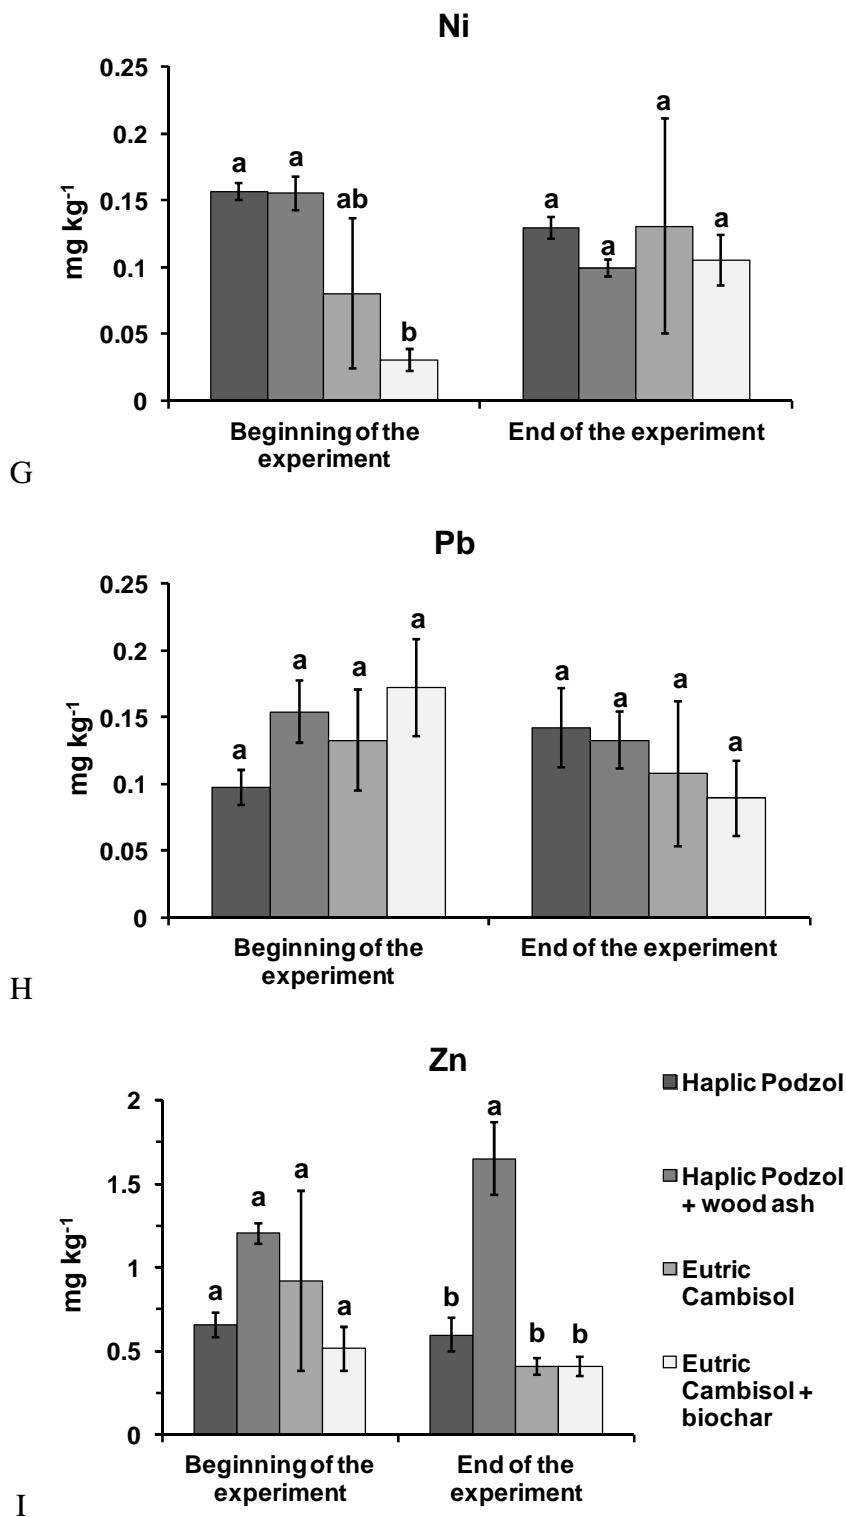 Ni
0.25
0.2
0.15
0.1
0.05
0
mg kg-1
a
a
ab
b
a
a
a
a
Beginning of the
experiment
End of the experiment
G
Pb
0.25
0.2
0.15
0.1
0.05
0
mg kg-1
a
a
a
a
a
a
a
a
Beginning of the
experiment
End of the experiment
H
Zn
2
1.5
1
0.5
0
mg kg-1
a
a
a
a
b
a
b
b
Beginning of the
experiment
End of the
experiment
Haplic Podzol
Haplic Podzol
+ wood ash
Eutric
Cambisol
Eutric
Cambisol +
biochar
I